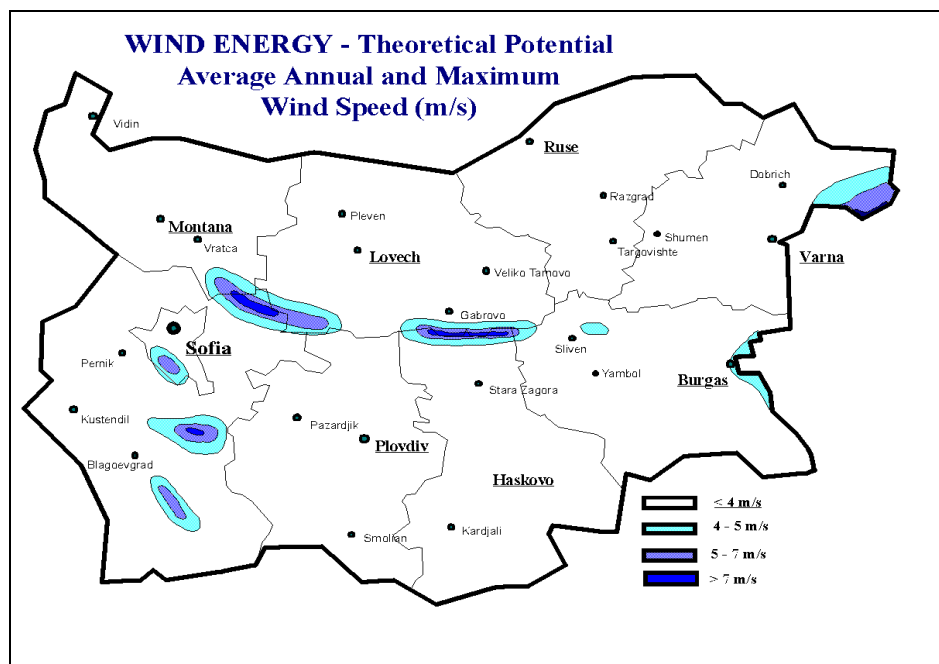 WIND ENERGY - Theoretical Potential
Average Annual and Maximum
Wind Speed (m/s)
Vidin
Ruse
Dobrich
Razgrad
Pleven
Montana
Shumen
Vratca
Targovishte
Lovech
Varna
Veliko Tarnovo
Gabrovo
Sofia
Sliven
Pernik
Yambol
Burgas
Stara Zagora
Kustendil
Pazardjik
Plovdiv
Blagoevgrad
Haskovo
< 4 m/s
4 - 5 m/s
Kardjali
Smolian
5 - 7 m/s
> 7 m/s